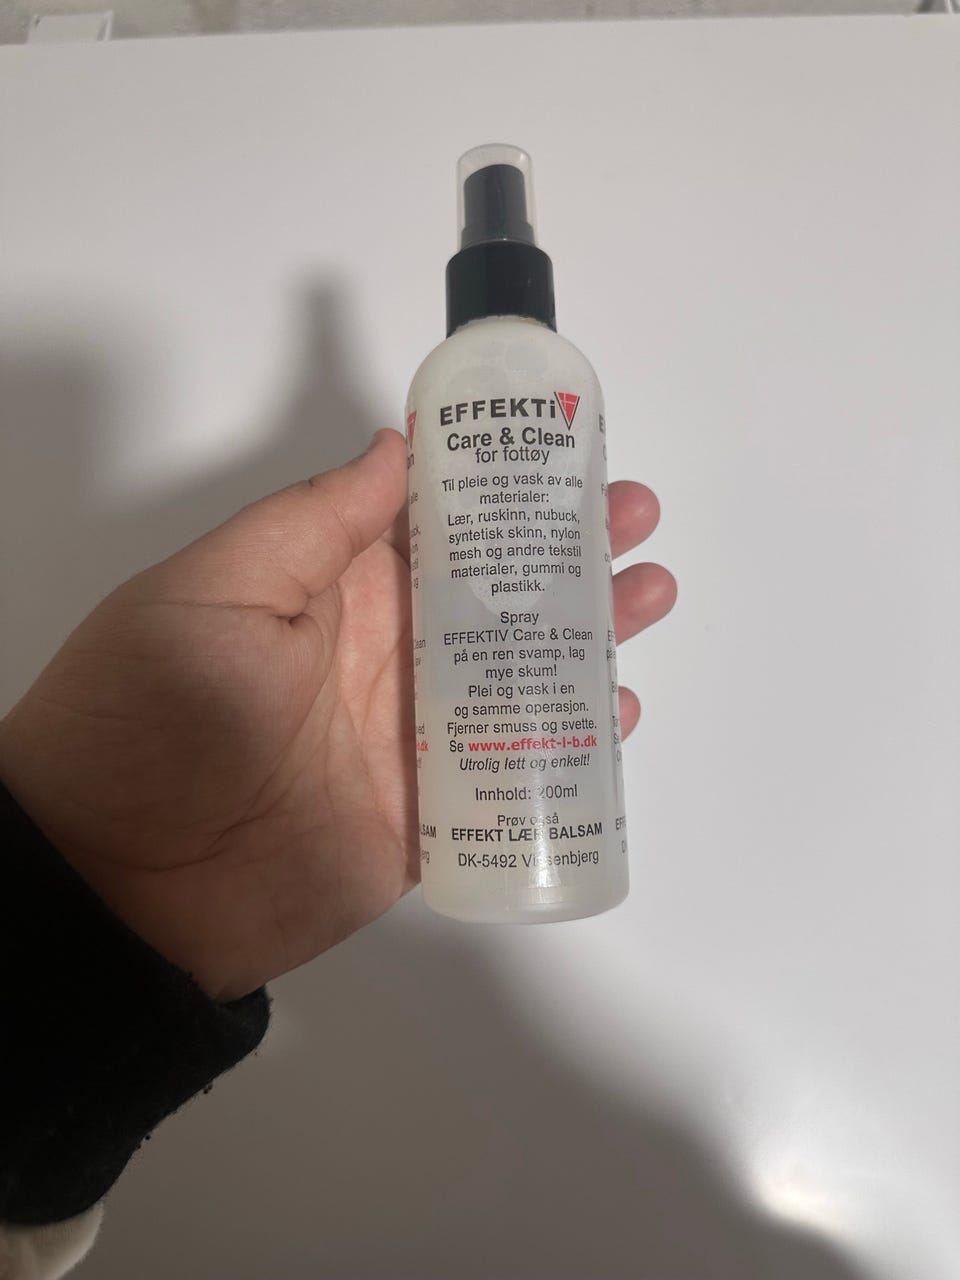 EFFEKTiV
Care & Clean
for fottøy
Til pleie og vask av alle
materialer:
Lær, ruskinn, nubuck,
syntetisk skinn, nylon
mesh og andre tekstil
materialer, gummi og
plastikk.
Spray
EFFEKTIV Care & Clean
på en ren svamp, lag
mye skum!
Plei og vask i en
og samme operasjon.
Fjerner smuss og svette.
Se www.effekt-l-b.dk
Utrolig lett og enkelt!
Innhold: 200ml
Prøv også
EFFEKT LÆR BALSAM
DK-5492 Vissenbjerg